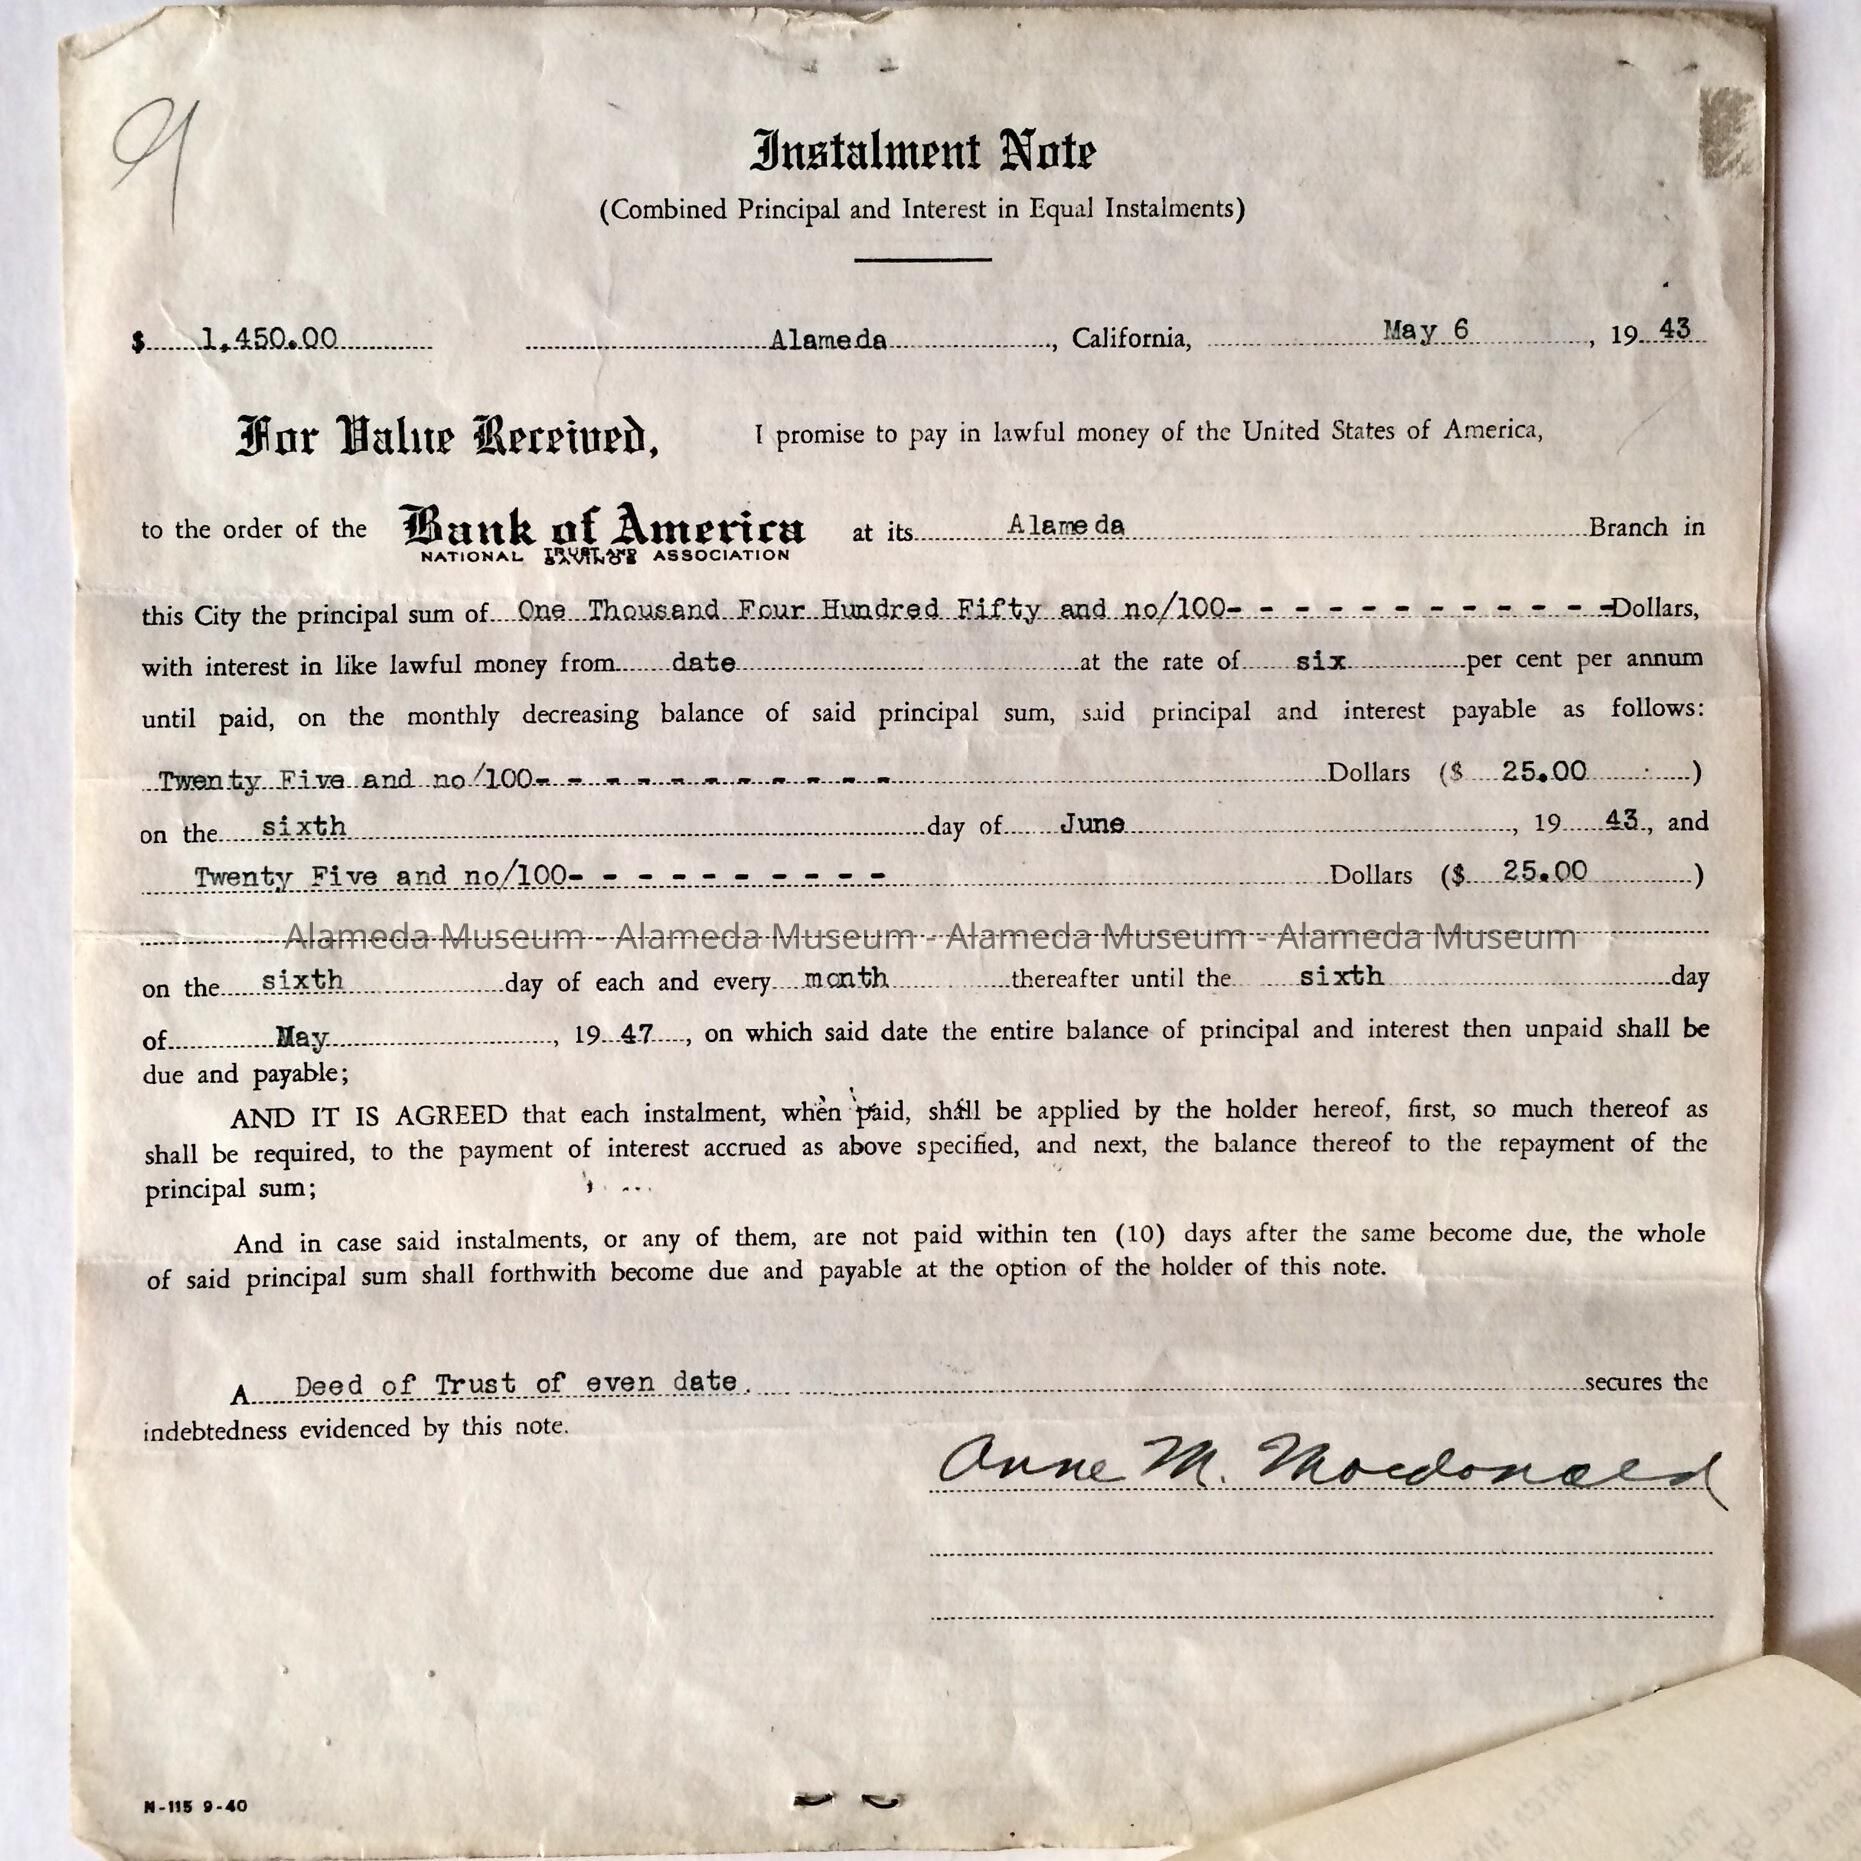 9
Instalment Note
(Combined Principal and Interest in Equal Instalments)
$ 1,450.00 Alameda, California, May 6, 19 43
For Value Received, I promise to pay in lawful money of the United States of America,
to the order of the Bank of America at its Alameda Branch in
NATIONAL TRUST AND SAVINGS ASSOCIATION
this City the principal sum of One Thousand Four Hundred Fifty and no/100- - - - - - - - - - - - Dollars,
with interest in like lawful money from date at the rate of six per cent per annum
until paid, on the monthly decreasing balance of said principal sum, said principal and interest payable as follows:
Twenty Five and no/100- - - - - - - - - - - Dollars ($ 25.00 )
on the sixth day of June, 19 43, and
Twenty Five and no/100- - - - - - - - - - Dollars ($ 25.00 )
Alameda Museum - Alameda Museum - Alameda Museum - Alameda Museum
on the sixth day of each and every month thereafter until the sixth day
of May, 19 47, on which said date the entire balance of principal and interest then unpaid shall be
due and payable;
AND IT IS AGREED that each instalment, when paid, shall be applied by the holder hereof, first, so much thereof as
shall be required, to the payment of interest accrued as above specified, and next, the balance thereof to the repayment of the
principal sum;
And in case said instalments, or any of them, are not paid within ten (10) days after the same become due, the whole
of said principal sum shall forthwith become due and payable at the option of the holder of this note.
A Deed of Trust of even date. secures the
indebtedness evidenced by this note.
Anne M. Macdonald
N-115 9-40